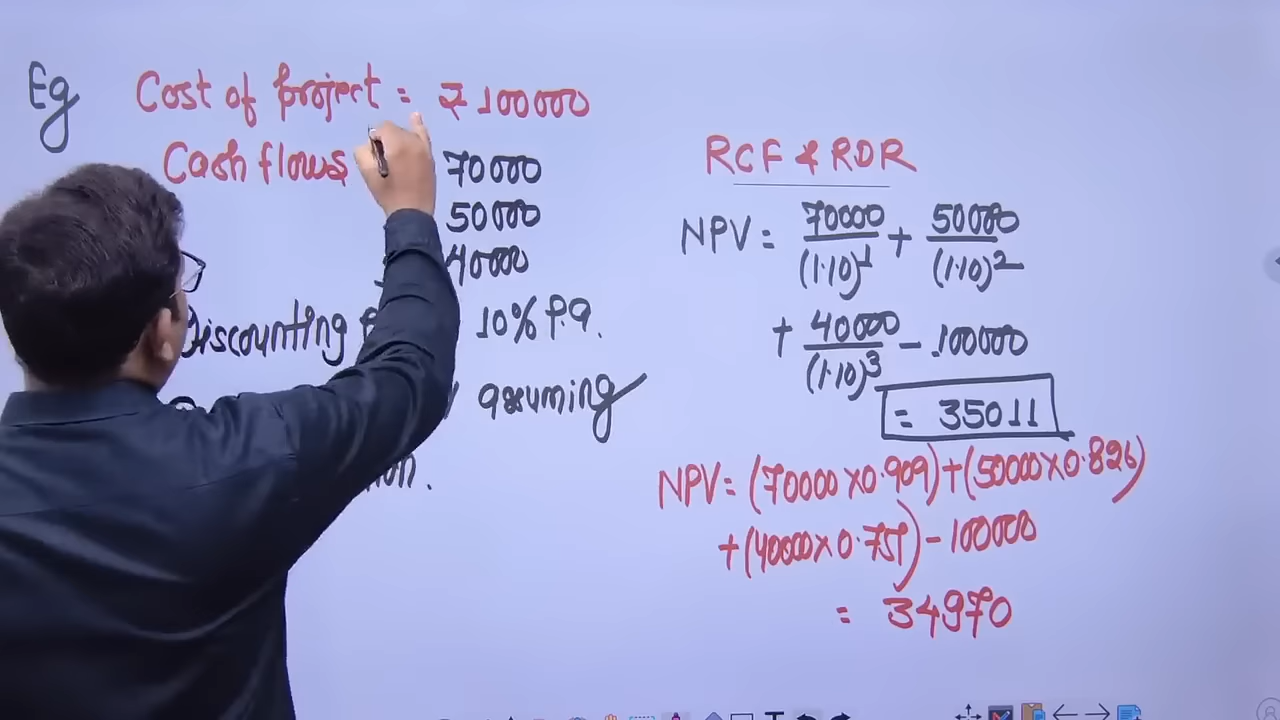 Eg
Cost of project = ₹ 100000
Cash flows
70000
50000
40000
Discounting
10% P.a.
assuming
RCF & RDR
NPV = 70000/(1.10)^1 + 50000/(1.10)^2
+ 40000/(1.10)^3 - 100000
= 35011
NPV = (70000 x 0.909) + (50000 x 0.826)
+ (40000 x 0.751) - 100000
= 34970